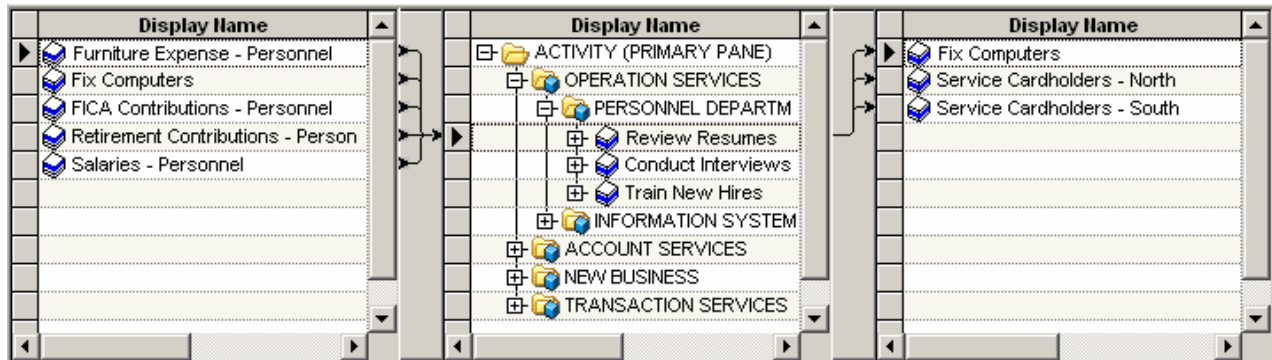 Display Name
Furniture Expense - Personnel
Fix Computers
FICA Contributions - Personnel
Retirement Contributions - Person
Salaries - Personnel
Display Name
ACTIVITY (PRIMARY PANE)
OPERATION SERVICES
PERSONNEL DEPARTM
Review Resumes
Conduct Interviews
Train New Hires
INFORMATION SYSTEM
ACCOUNT SERVICES
NEW BUSINESS
TRANSACTION SERVICES
Display Name
Fix Computers
Service Cardholders - North
Service Cardholders - South